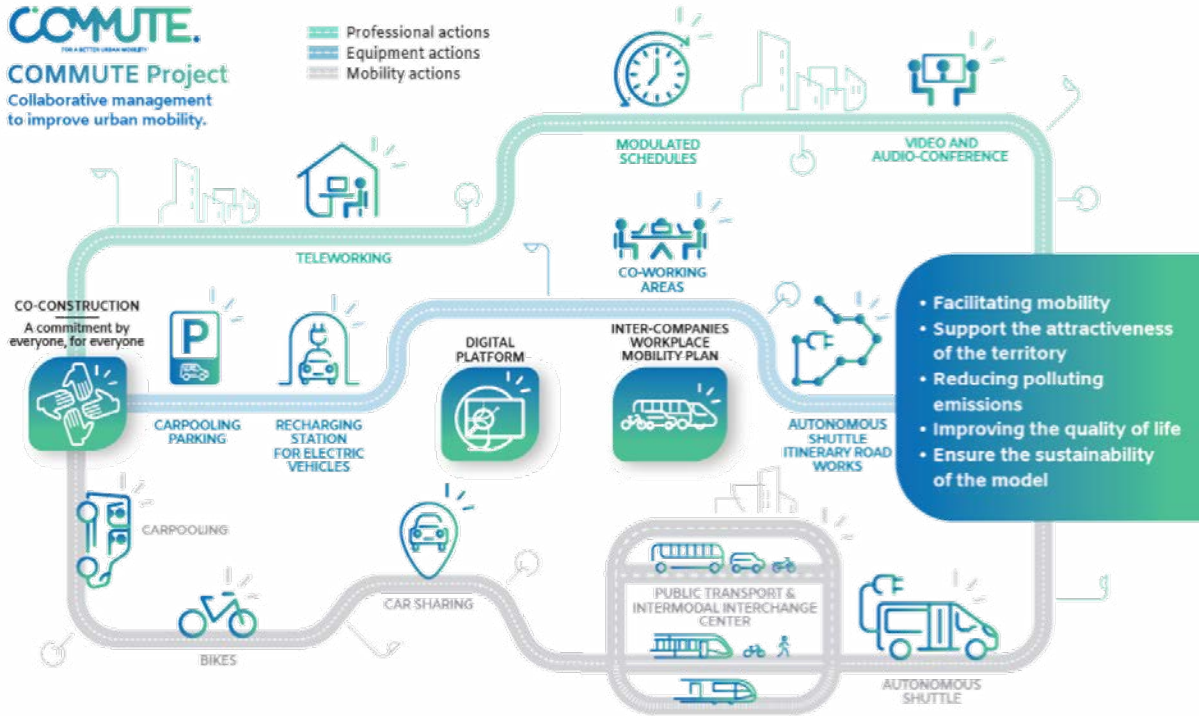 COMMUTE.
FOR A BETTER URBAN MOBILITY
COMMUTE Project
Collaborative management
to improve urban mobility.
Professional actions
Equipment actions
Mobility actions
MODULATED
SCHEDULES
VIDEO AND
AUDIO-CONFERENCE
TELEWORKING
CO-WORKING
AREAS
CO-CONSTRUCTION
A commitment by
everyone, for everyone
P
CARPOOLING
PARKING
RECHARGING
STATION
FOR ELECTRIC
VEHICLES
DIGITAL
PLATFORM
INTER-COMPANIES
WORKPLACE
MOBILITY PLAN
AUTONOMOUS
SHUTTLE
ITINERARY ROAD
WORKS
• Facilitating mobility
• Support the attractiveness
of the territory
• Reducing polluting
emissions
• Improving the quality of life
• Ensure the sustainability
of the model
CARPOOLING
BIKES
CAR SHARING
PUBLIC TRANSPORT &
INTERMODAL INTERCHANGE
CENTER
AUTONOMOUS
SHUTTLE